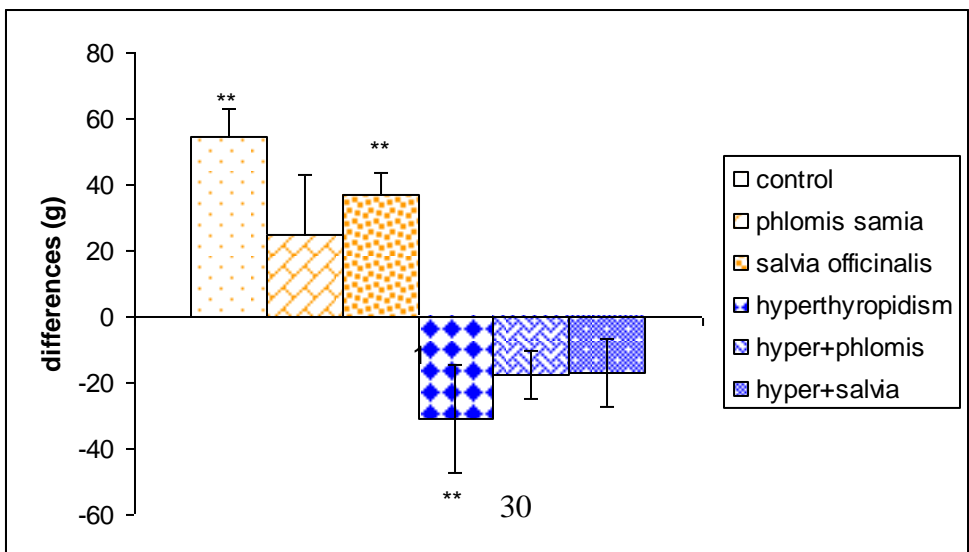 80
60
40
20
0
-20
-40
-60
differences (g)
**
**
**
1
30
control
phlomis samia
salvia officinalis
hyperthyropidism
hyper+phlomis
hyper+salvia